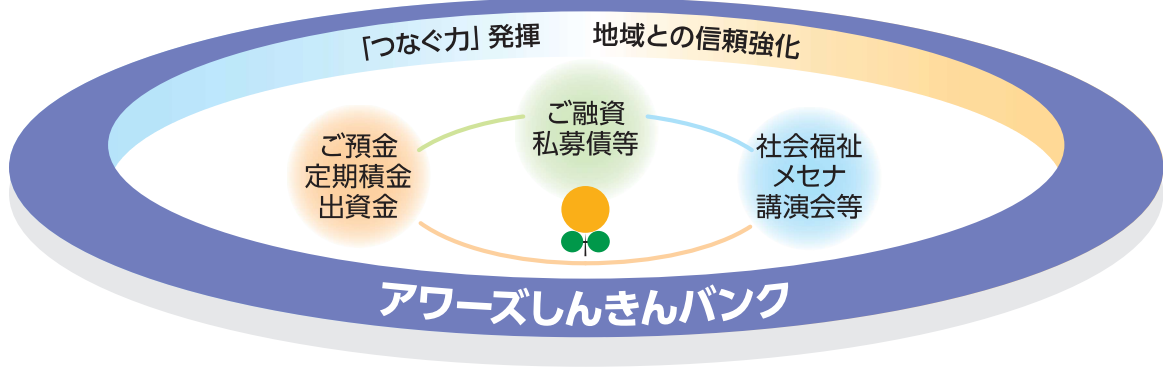 「つなぐ力」発揮
地域との信頼強化
ご融資
私募債等
ご預金
定期積金
出資金
社会福祉
メセナ
講演会等
アワーズしんきんバンク